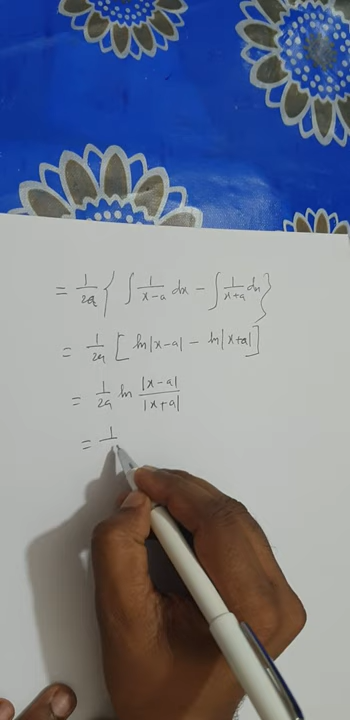 = 1/2a { ∫ 1/(x-a) dx - ∫ 1/(x+a) dx }
= 1/2a [ ln|x-a| - ln|x+a| ]
= 1/2a ln |x-a|/|x+a|
= 1/